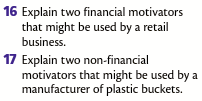 16 Explain two financial motivators
that might be used by a retail
business.
17 Explain two non-financial
motivators that might be used by a
manufacturer of plastic buckets.